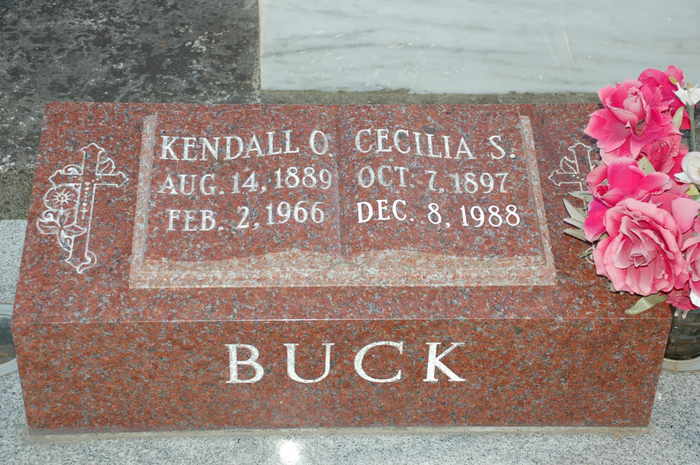 KENDALL O.
AUG. 14, 1889
FEB. 2, 1966
CECILIA S.
OCT. 7, 1897
DEC. 8, 1988
BUCK